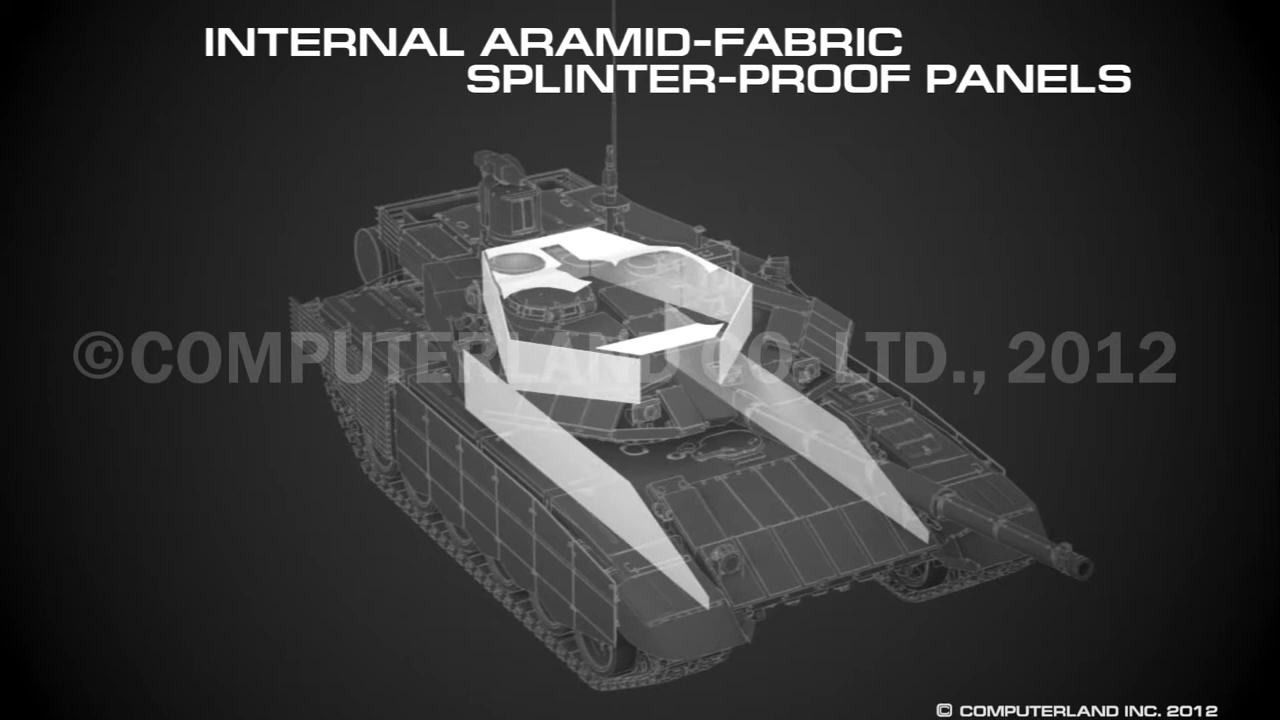 INTERNAL ARAMID-FABRIC
SPLINTER-PROOF PANELS
©COMPUTERLAND CO. LTD., 2012
© COMPUTERLAND INC. 2012